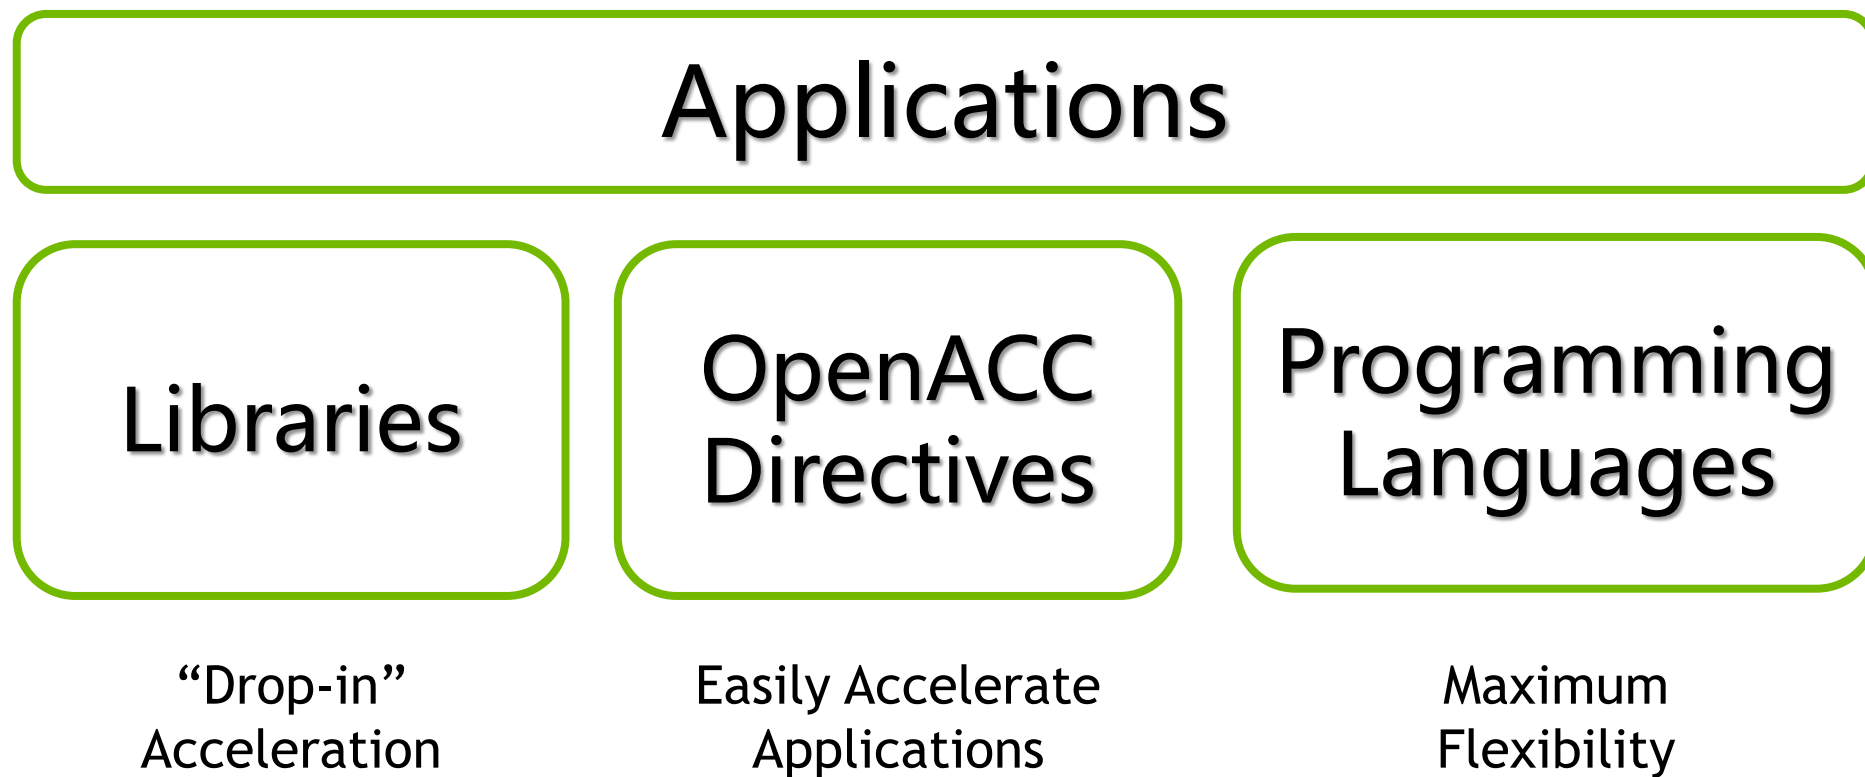 Applications
Libraries
OpenACC
Directives
Programming
Languages
“Drop-in”
Acceleration
Easily Accelerate
Applications
Maximum
Flexibility